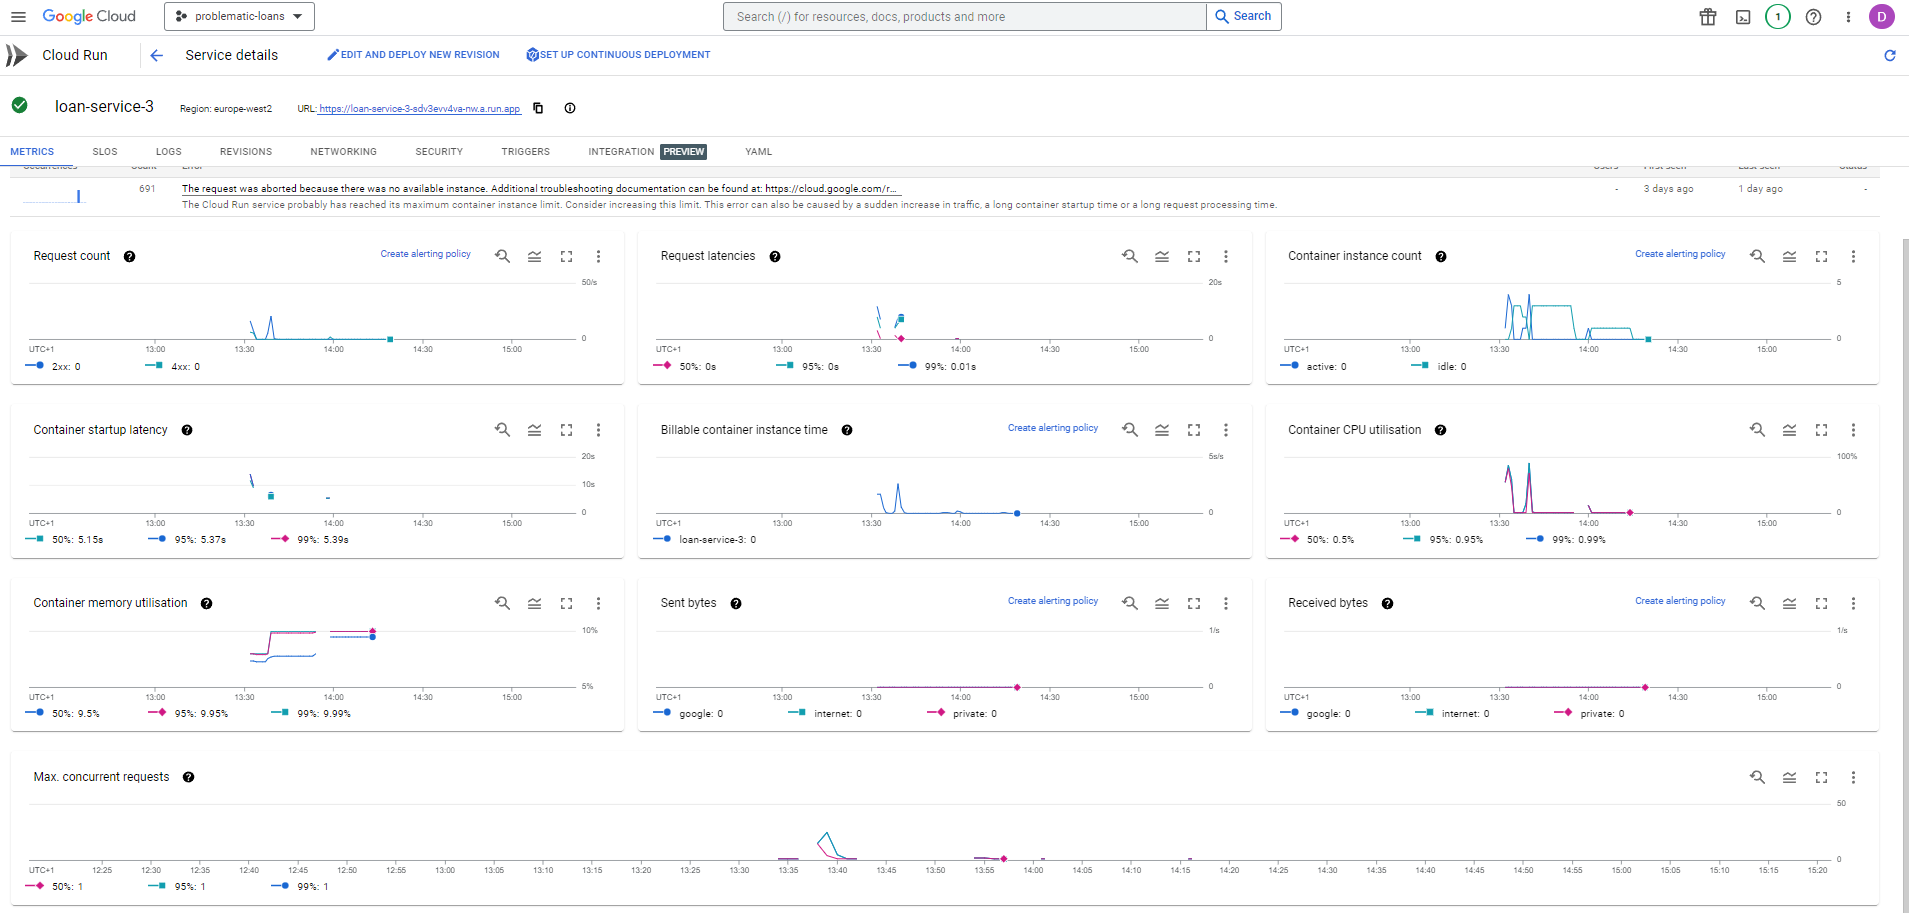 Google Cloud
problematic-loans
Search (/) for resources, docs, products and more
Search
1
D
Cloud Run
Service details
EDIT AND DEPLOY NEW REVISION
SET UP CONTINUOUS DEPLOYMENT
loan-service-3
Region: europe-west2
URL: https://loan-service-3-sdv3evv4va-nw.a.run.app
METRICS
SLOS
LOGS
REVISIONS
NETWORKING
SECURITY
TRIGGERS
INTEGRATION PREVIEW
YAML
Occurrences Count Error Users First seen Last seen Status
691 The request was aborted because there was no available instance. Additional troubleshooting documentation can be found at: https://cloud.google.com/r... - 3 days ago 1 day ago -
The Cloud Run service probably has reached its maximum container instance limit. Consider increasing this limit. This error can also be caused by a sudden increase in traffic, a long container startup time or a long request processing time.
Request count
Create alerting policy
50/s
0
UTC+1 13:00 13:30 14:00 14:30 15:00
2xx: 0 4xx: 0
Request latencies
20s
0
UTC+1 13:00 13:30 14:00 14:30 15:00
50%: 0s 95%: 0s 99%: 0.01s
Container instance count
Create alerting policy
5
0
UTC+1 13:00 13:30 14:00 14:30 15:00
active: 0 idle: 0
Container startup latency
20s
10s
0
UTC+1 13:00 13:30 14:00 14:30 15:00
50%: 5.15s 95%: 5.37s 99%: 5.39s
Billable container instance time
Create alerting policy
5s/s
0
UTC+1 13:00 13:30 14:00 14:30 15:00
loan-service-3: 0
Container CPU utilisation
100%
0
UTC+1 13:00 13:30 14:00 14:30 15:00
50%: 0.5% 95%: 0.95% 99%: 0.99%
Container memory utilisation
10%
5%
UTC+1 13:00 13:30 14:00 14:30 15:00
50%: 9.5% 95%: 9.95% 99%: 9.99%
Sent bytes
Create alerting policy
1/s
0
UTC+1 13:00 13:30 14:00 14:30 15:00
google: 0 internet: 0 private: 0
Received bytes
Create alerting policy
1/s
0
UTC+1 13:00 13:30 14:00 14:30 15:00
google: 0 internet: 0 private: 0
Max. concurrent requests
50
0
UTC+1 12:25 12:30 12:35 12:40 12:45 12:50 12:55 13:00 13:05 13:10 13:15 13:20 13:25 13:30 13:35 13:40 13:45 13:50 13:55 14:00 14:05 14:10 14:15 14:20 14:25 14:30 14:35 14:40 14:45 14:50 14:55 15:00 15:05 15:10 15:15 15:20
50%: 1 95%: 1 99%: 1